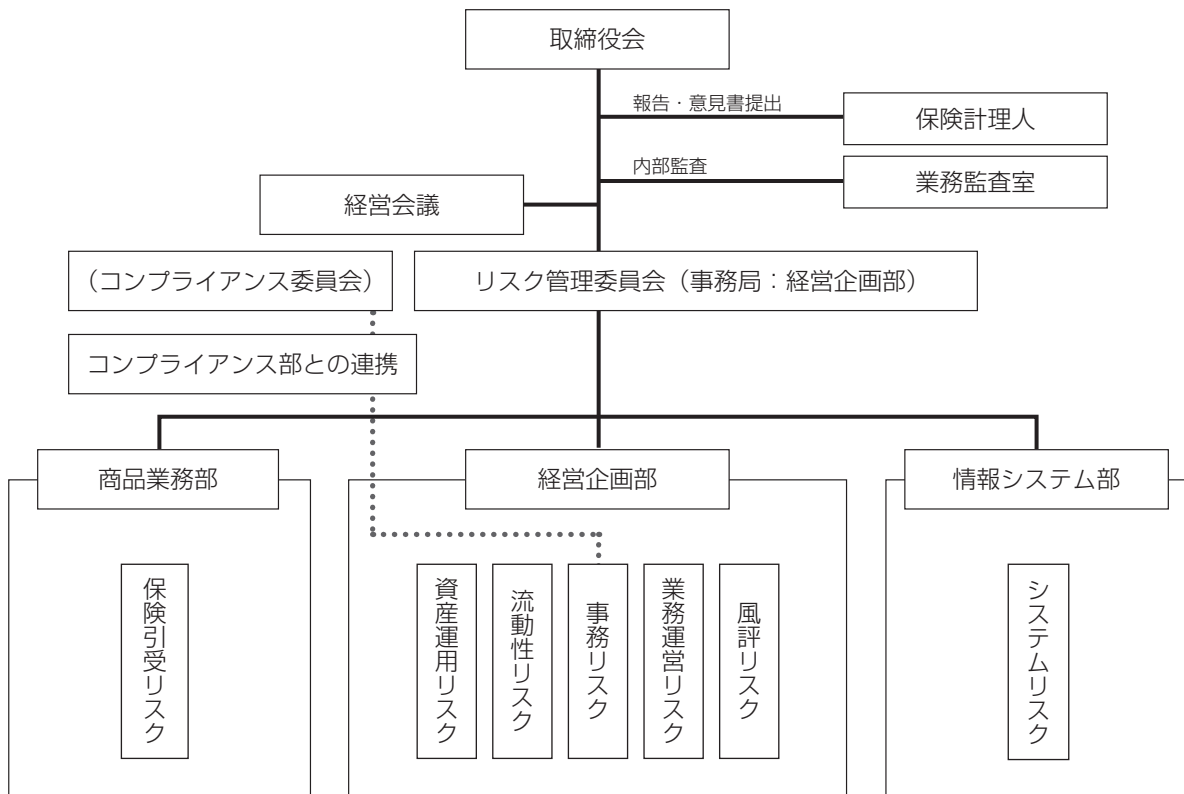 取締役会
報告・意見書提出
保険計理人
内部監査
業務監査室
経営会議
（コンプライアンス委員会）
リスク管理委員会（事務局：経営企画部）
コンプライアンス部との連携
商品業務部
経営企画部
情報システム部
保険引受リスク
資産運用リスク
流動性リスク
事務リスク
業務運営リスク
風評リスク
システムリスク